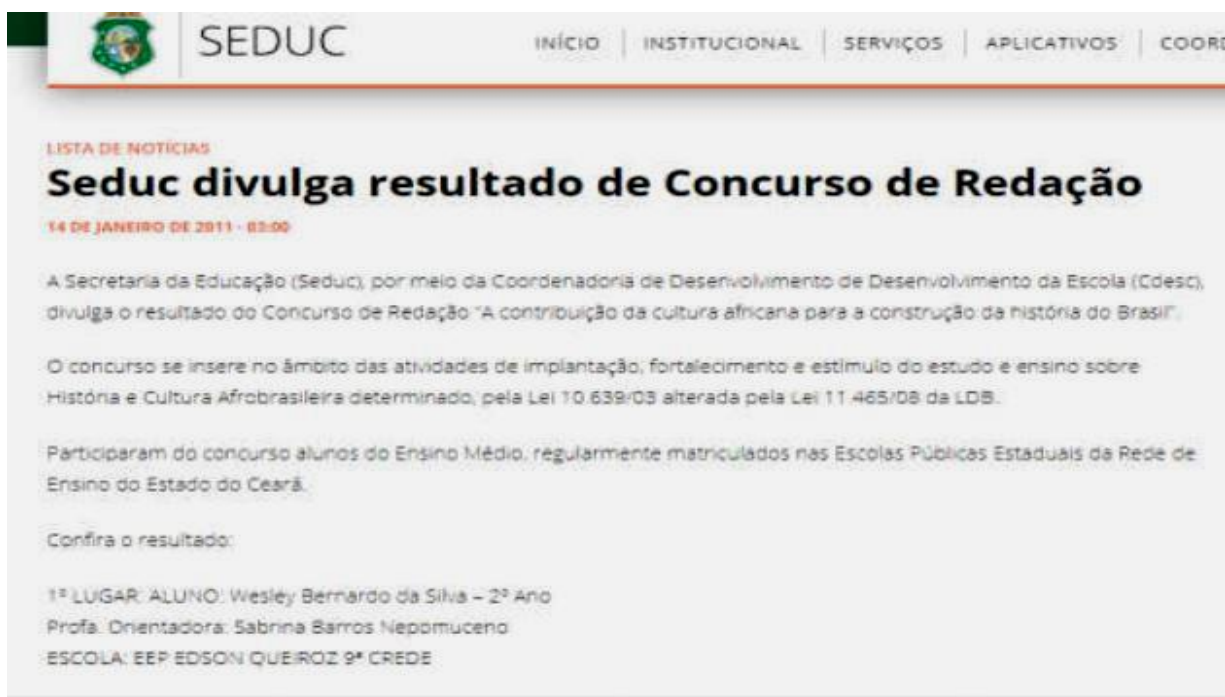 SEDUC
INÍCIO | INSTITUCIONAL | SERVIÇOS | APLICATIVOS | COORD
LISTA DE NOTÍCIAS
Seduc divulga resultado de Concurso de Redação
14 DE JANEIRO DE 2011 - 03:00
A Secretaria da Educação (Seduc), por meio da Coordenadoria de Desenvolvimento de Desenvolvimento da Escola (Cdesc),
divulga o resultado do Concurso de Redação "A contribuição da cultura africana para a construção da história do Brasil".
O concurso se insere no âmbito das atividades de implantação, fortalecimento e estímulo do estudo e ensino sobre
História e Cultura Afrobrasileira determinado, pela Lei 10.639/03 alterada pela Lei 11.465/08 da LDB.
Participaram do concurso alunos do Ensino Médio, regularmente matriculados nas Escolas Públicas Estaduais da Rede de
Ensino do Estado do Ceará.
Confira o resultado:
1º LUGAR: ALUNO: Wesley Bernardo da Silva – 2º Ano
Profa. Orientadora: Sabrina Barros Nepomuceno
ESCOLA: EEP EDSON QUEIROZ 9ª CREDE